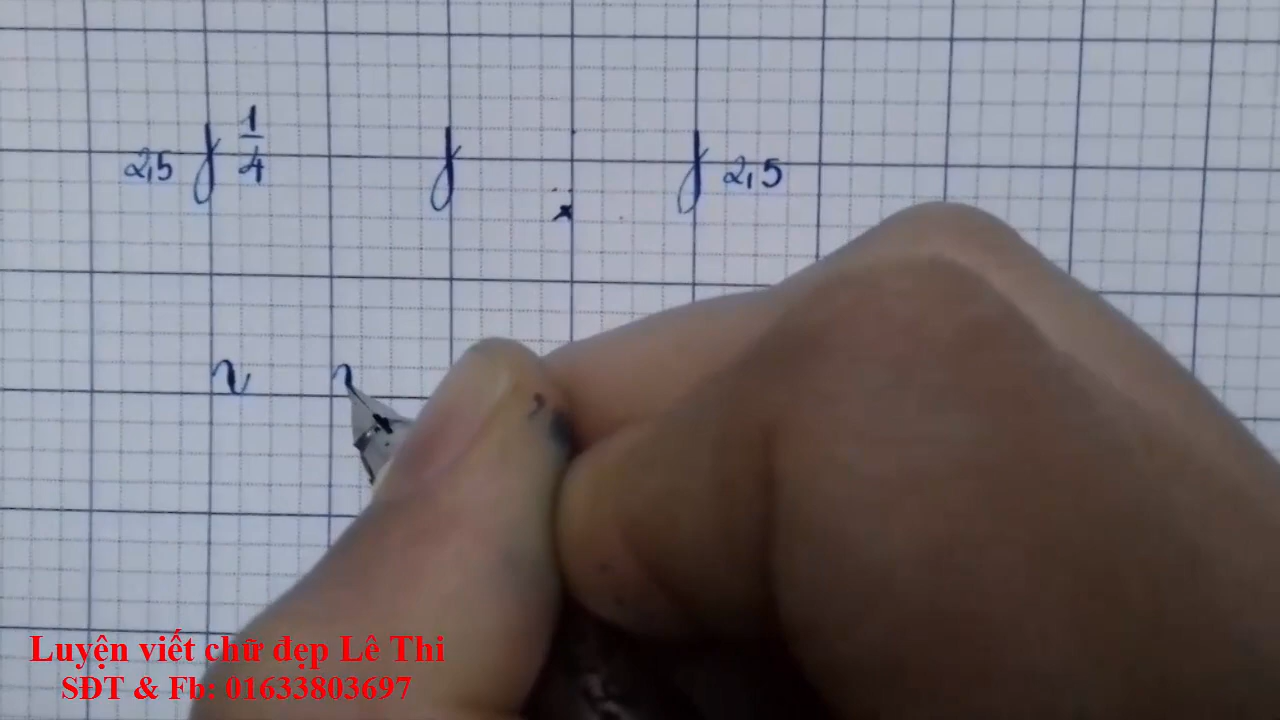 2,5 1/4 2,5
Luyện viết chữ đẹp Lê Thi
SĐT & Fb: 01633803697